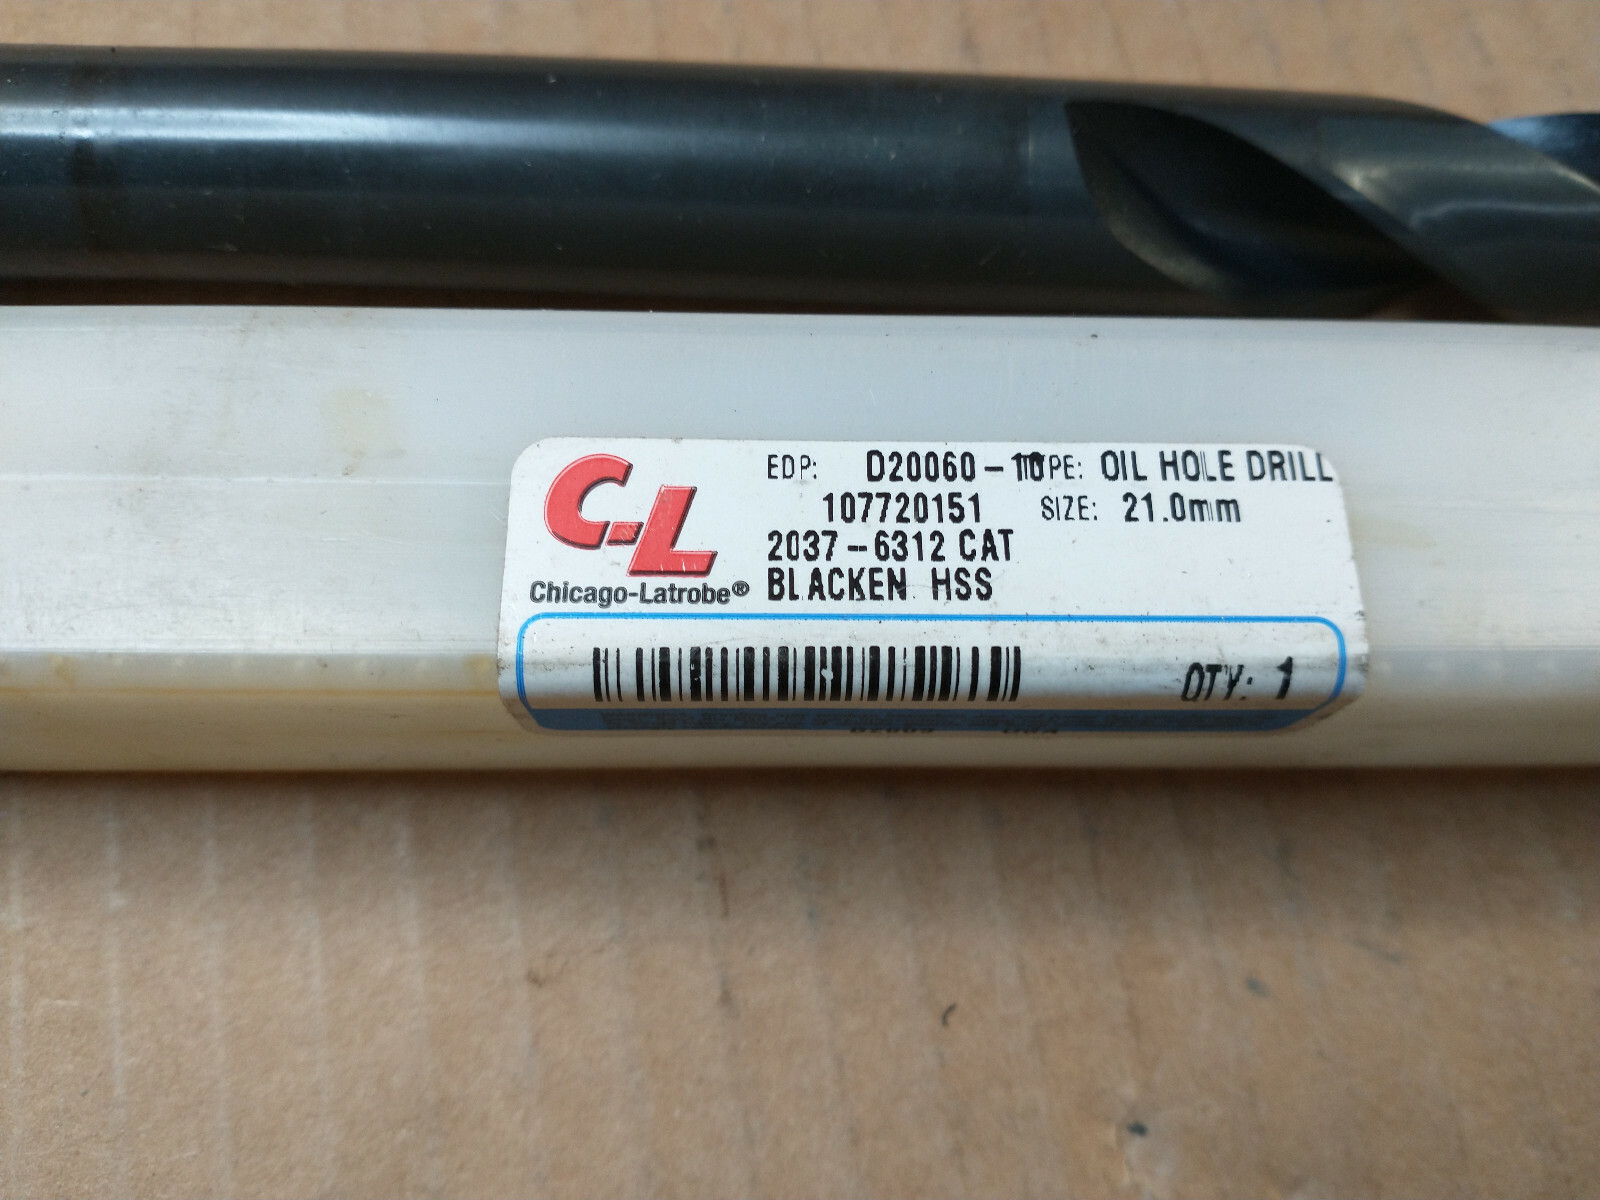 C-L
Chicago-Latrobe®
EDP: D20060-10 TYPE: OIL HOLE DRILL
107720151 SIZE: 21.0mm
2037-6312 CAT
BLACKEN HSS
QTY: 1